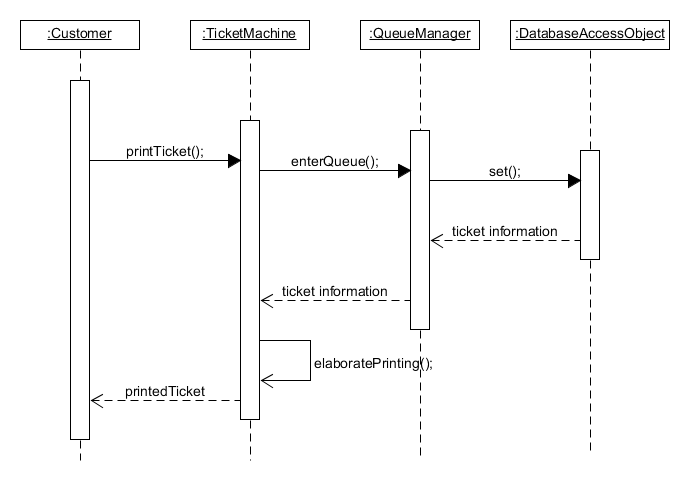 :Customer
:TicketMachine
:QueueManager
:DatabaseAccessObject
printTicket();
enterQueue();
set();
ticket information
ticket information
elaboratePrinting();
printedTicket